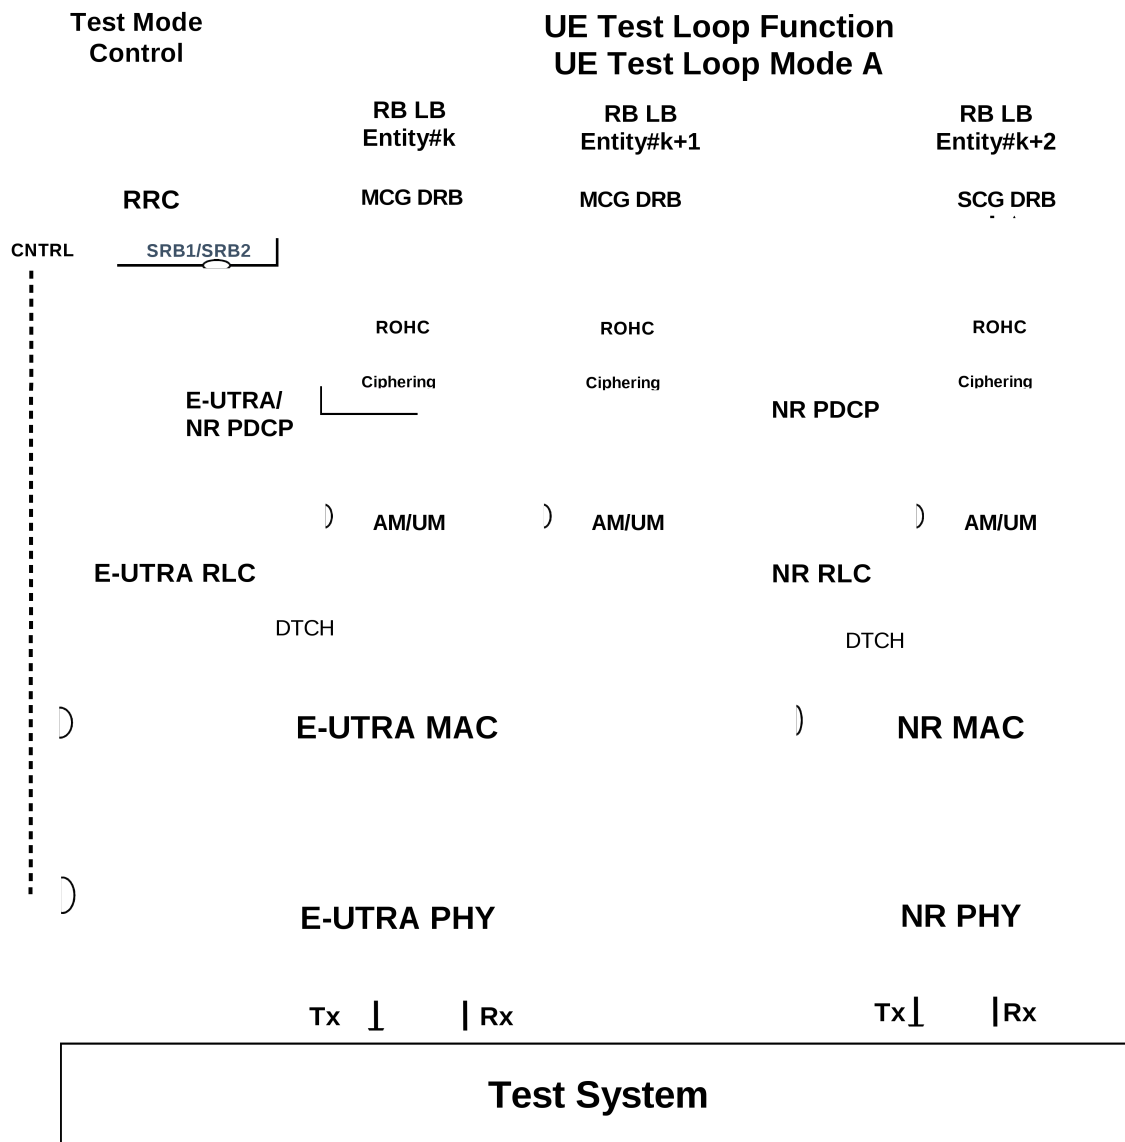 Test Mode
Control
UE Test Loop Function
UE Test Loop Mode A
RB LB
Entity#k
RB LB
Entity#k+1
RB LB
Entity#k+2
RRC
MCG DRB
MCG DRB
SCG DRB
CNTRL
SRB1/SRB2
ROHC
ROHC
ROHC
Ciphering
Ciphering
Ciphering
E-UTRA/
NR PDCP
NR PDCP
AM/UM
AM/UM
AM/UM
E-UTRA RLC
NR RLC
DTCH
DTCH
E-UTRA MAC
NR MAC
E-UTRA PHY
NR PHY
Tx
Rx
Tx
Rx
Test System